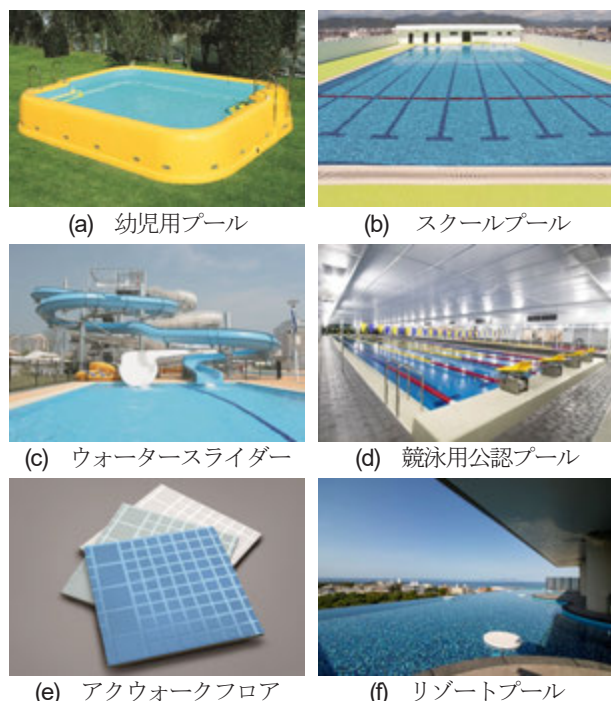 (a) 幼児用プール
(b) スクールプール
(c) ウォータースライダー
(d) 競泳用公認プール
(e) アクウォークフロア
(f) リゾートプール